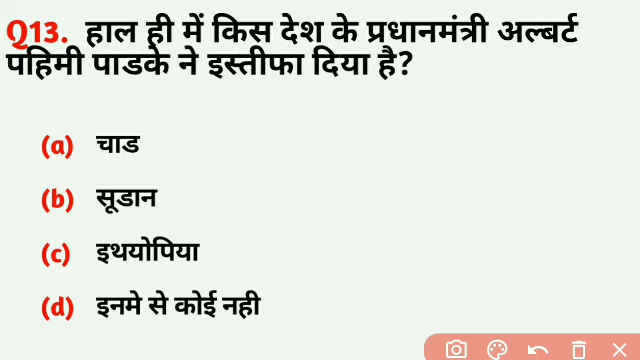 Q13. हाल ही में किस देश के प्रधानमंत्री अल्बर्ट
पहिमी पाडके ने इस्तीफा दिया है?
(a) चाड
(b) सूडान
(c) इथयोपिया
(d) इनमे से कोई नही